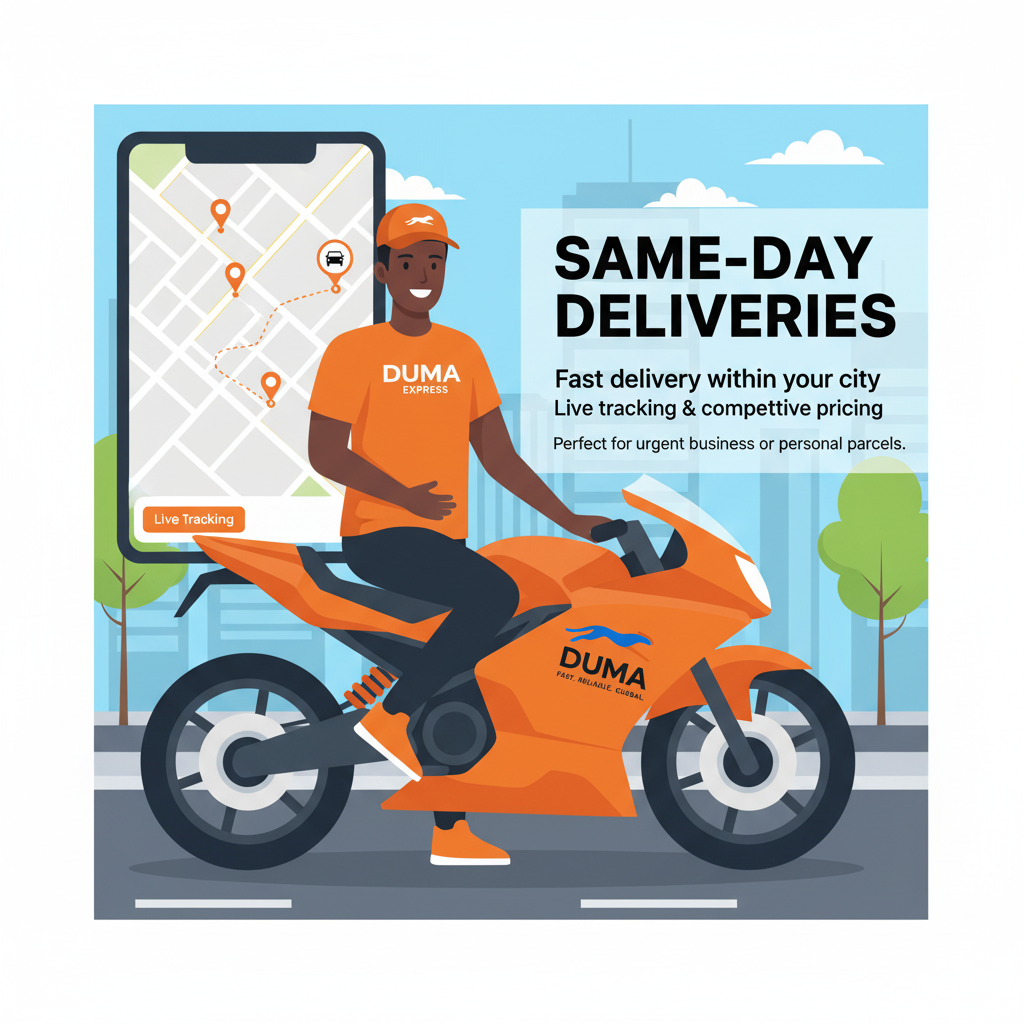 SAME-DAY
DELIVERIES
Fast delivery within your city
Live tracking & compettive pricing
Perfect for urgent business or personal parcels.
DUMA
EXPRESS
Live Tracking
DUMA
FAST,